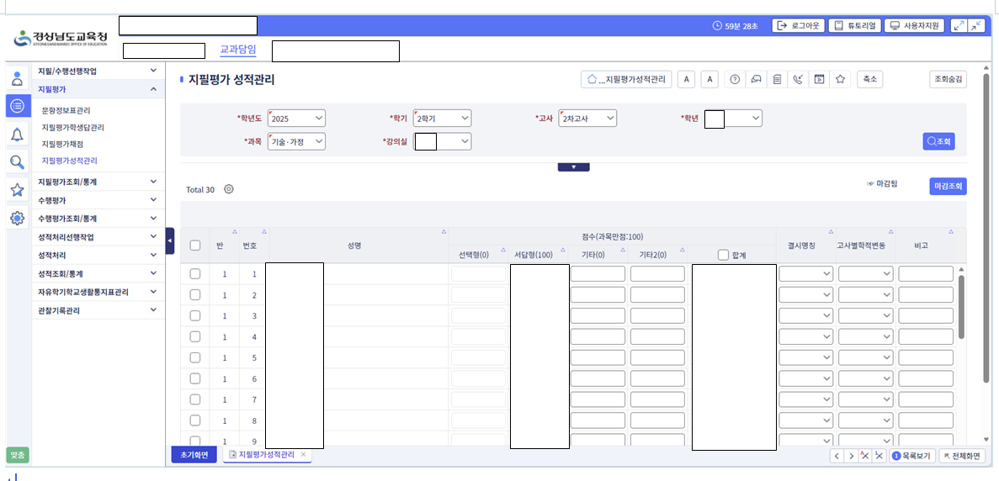 경상남도교육청
GYEONGSANGNAMDO OFFICE OF EDUCATION
59분 28초 로그아웃 튜토리얼 사용자지원
교과담임
지필/수행선행작업
지필평가
문항정보표관리
지필평가학생답관리
지필평가채점
지필평가성적관리
지필평가조회/통계
수행평가
수행평가조회/통계
성적처리선행작업
성적처리
성적조회/통계
자유학기학교생활통지표관리
관찰기록관리
맞춤
지필평가 성적관리
...지필평가성적관리 A A 축소 조회숨김
*학년도 2025 *학기 2학기 *고사 2차고사 *학년
*과목 기술·가정 *강의실 조회
Total 30 마감됨 마감조회
반 번호 성명 점수(과목만점:100) 결시명칭 고사별학적변동 비고
선택형(0) 서답형(100) 기타(0) 기타2(0) 합계
1 1
1 2
1 3
1 4
1 5
1 6
1 7
1 8
1 9
초기화면 지필평가성적관리 1 목록보기 전체화면